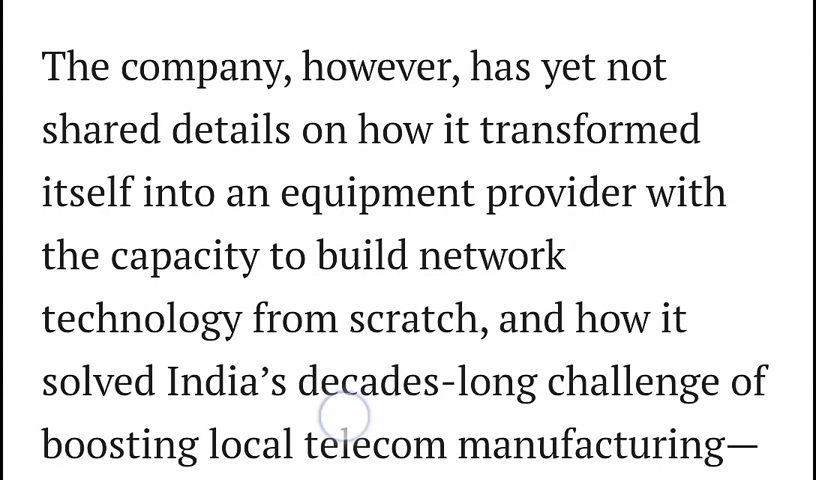 The company, however, has yet not
shared details on how it transformed
itself into an equipment provider with
the capacity to build network
technology from scratch, and how it
solved India’s decades-long challenge of
boosting local telecom manufacturing—